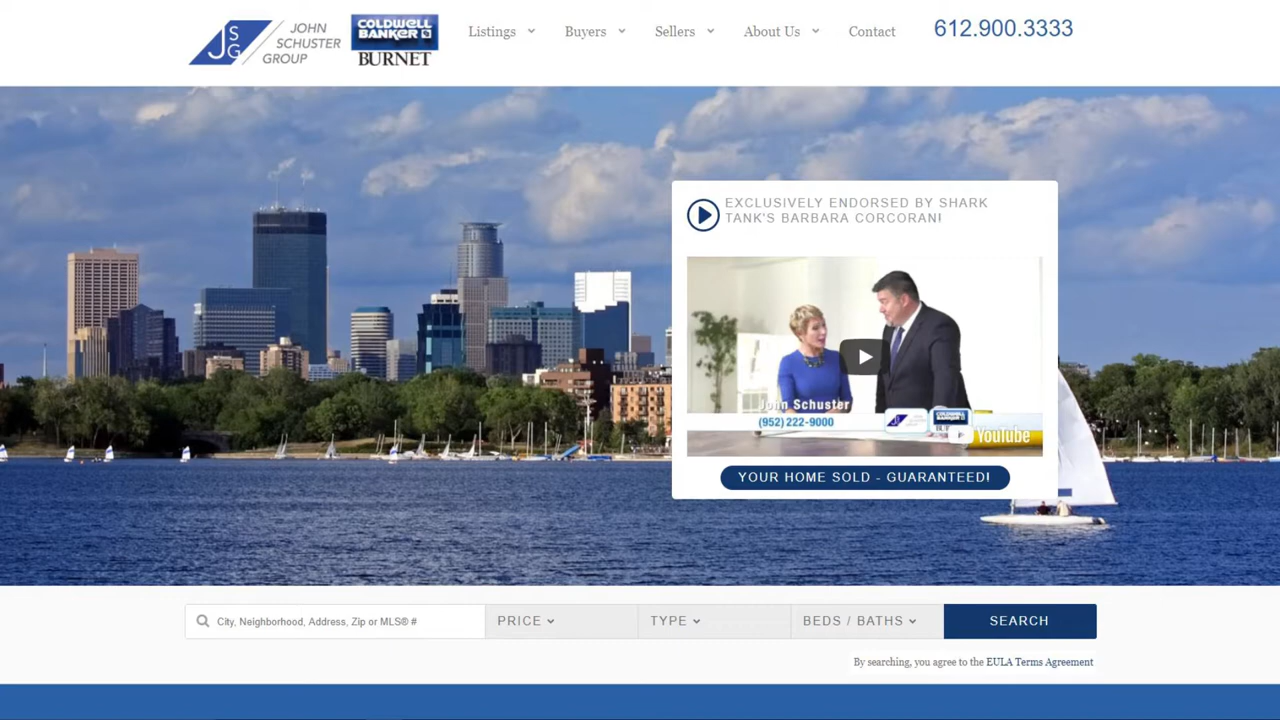 JSG
JOHN
SCHUSTER
GROUP
COLDWELL
BANKER
BURNET
Listings
Buyers
Sellers
About Us
Contact
612.900.3333
EXCLUSIVELY ENDORSED BY SHARK
TANK'S BARBARA CORCORAN!
John Schuster
(952) 222-9000
COLDWELL
BANKER
YouTube
YOUR HOME SOLD - GUARANTEED!
City, Neighborhood, Address, Zip or MLS® #
PRICE
TYPE
BEDS / BATHS
SEARCH
By searching, you agree to the EULA Terms Agreement